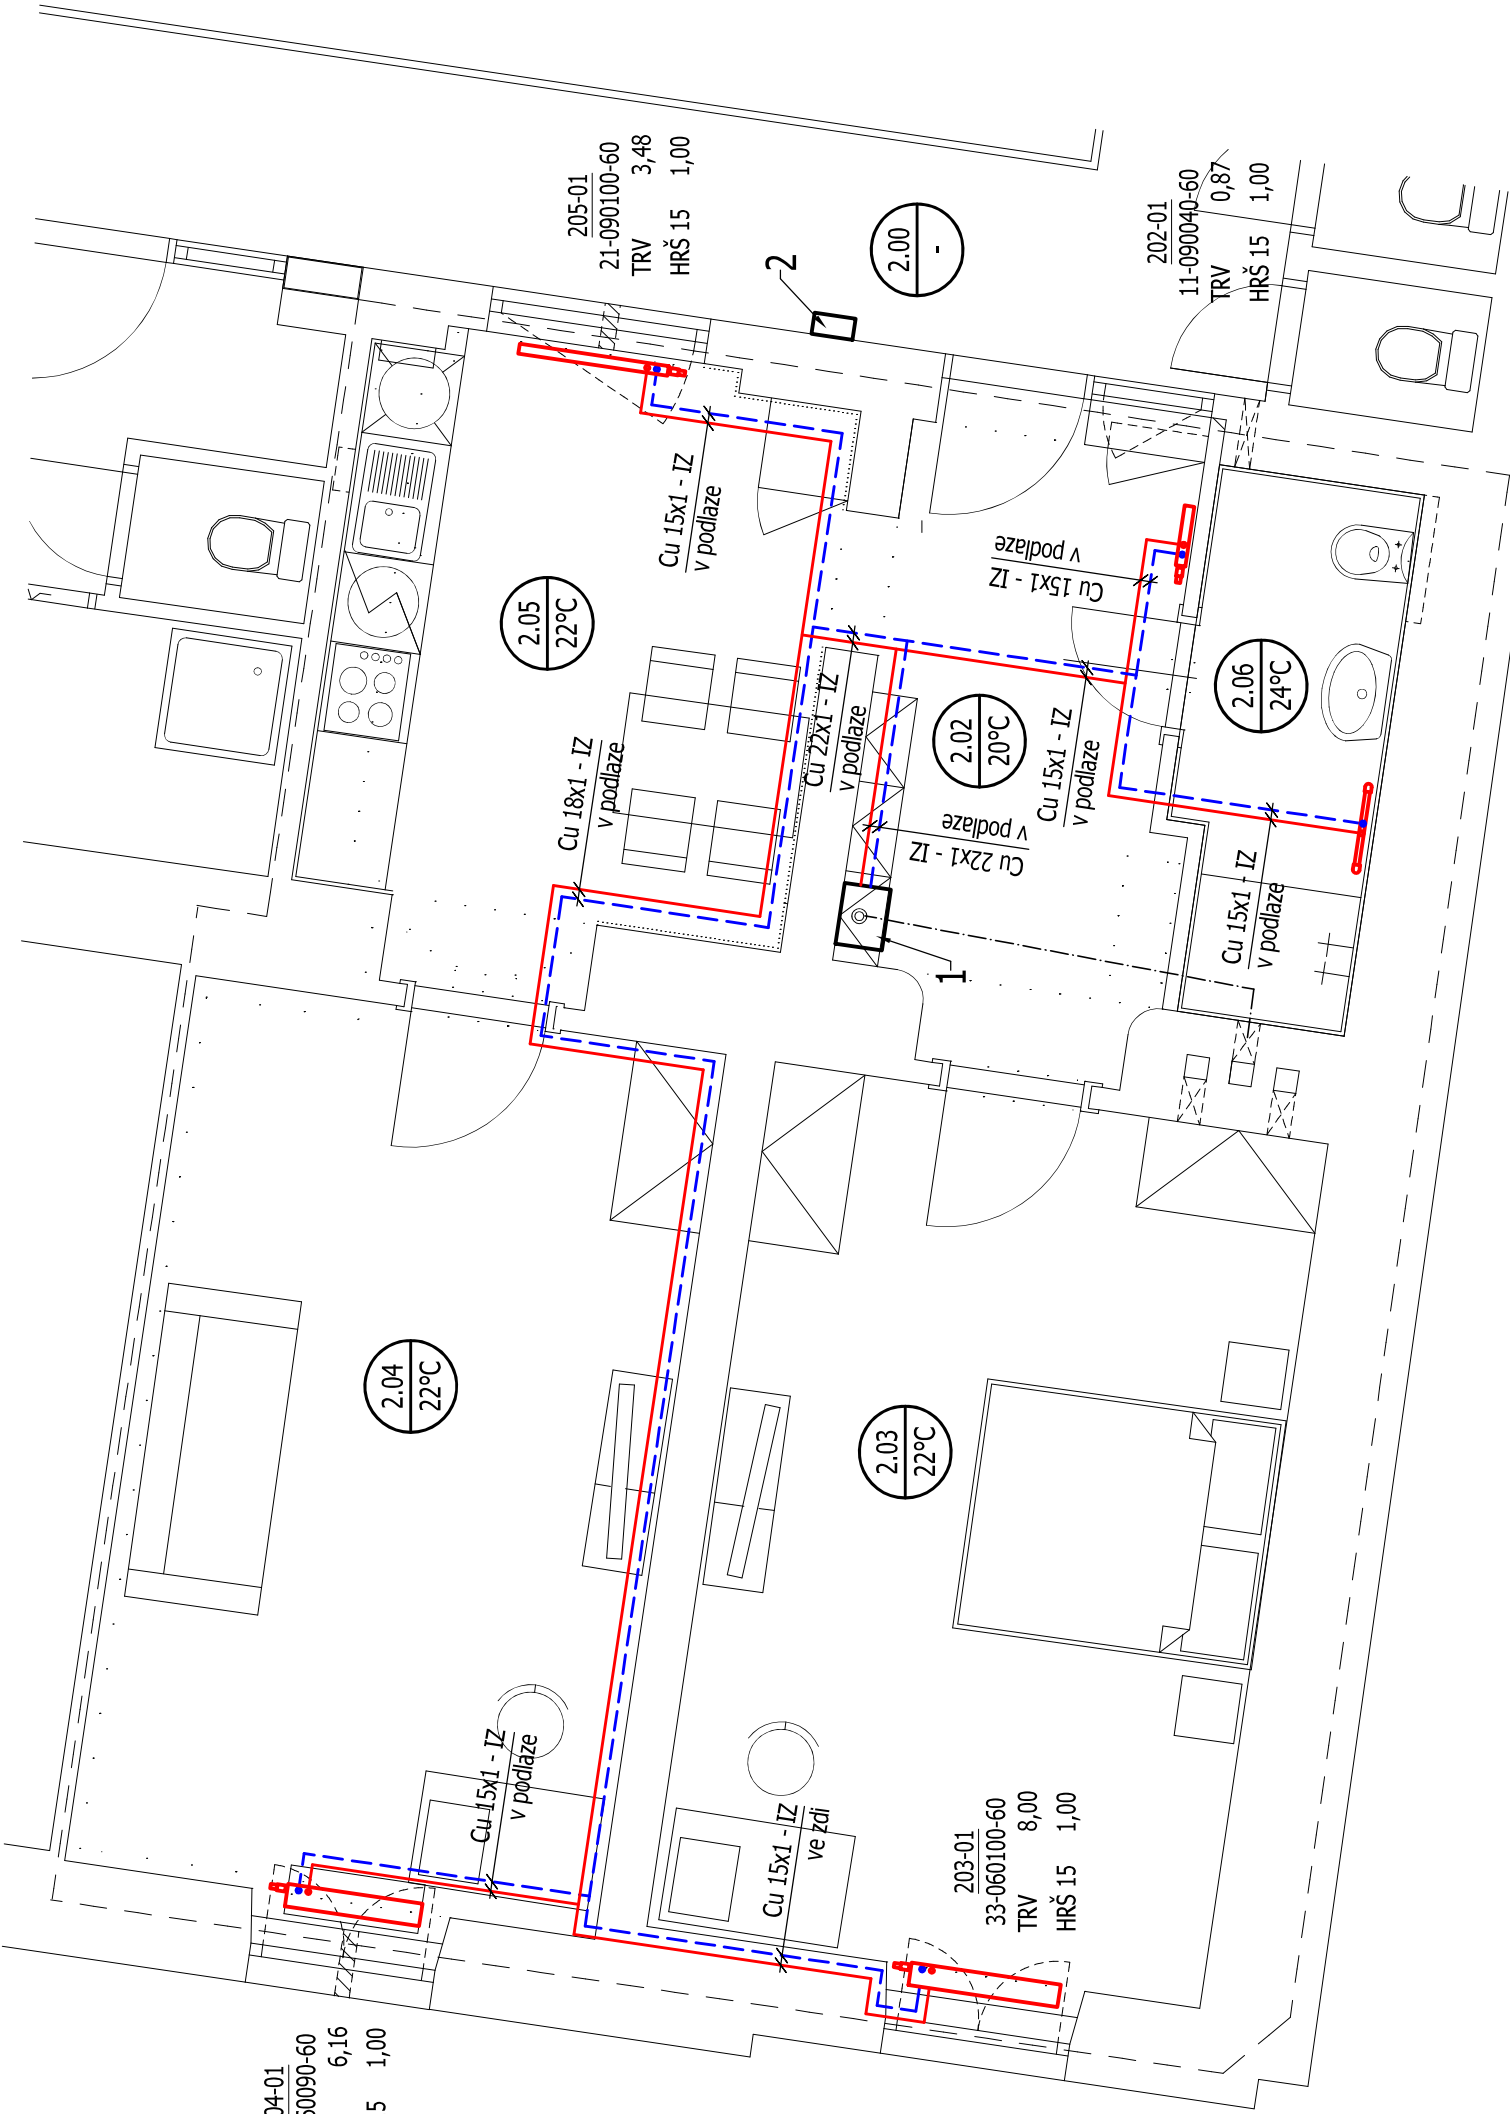 205-01
21-090100-60
TRV 3,48
HRŠ 15 1,00
2
2.00
-
202-01
11-090040-60
TRV 0,87
HRŠ 15 1,00
Cu 15x1 - IZ
v podlaze
2.05
22°C
Cu 15x1 - IZ
v podlaze
Cu 18x1 - IZ
v podlaze
Cu 22x1 - IZ
v podlaze
2.02
20°C
2.06
24°C
Cu 15x1 - IZ
v podlaze
Cu 22x1 - IZ
v podlaze
Cu 15x1 - IZ
v podlaze
1
2.04
22°C
2.03
22°C
Cu 15x1 - IZ
v podlaze
Cu 15x1 - IZ
ve zdi
203-01
33-060100-60
TRV 8,00
HRŠ 15 1,00
04-01
60090-60
6,16
5 1,00